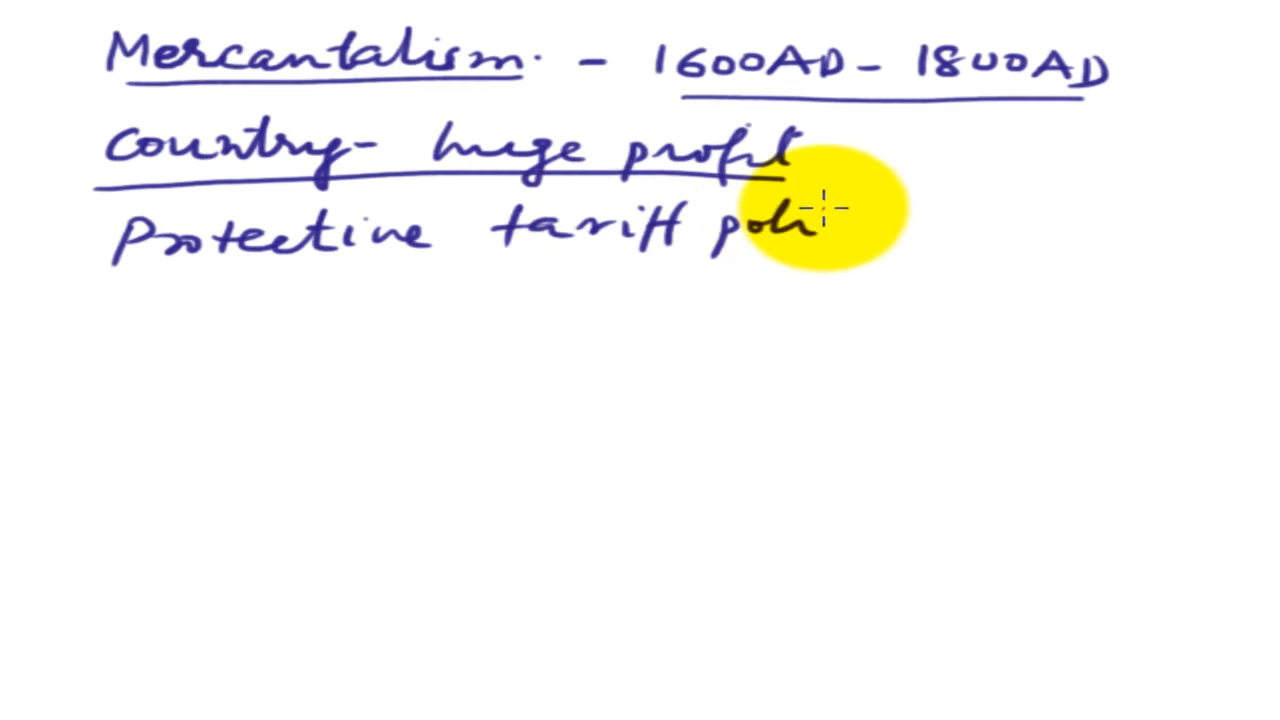 Mercantalism - 1600AD - 1800AD
Country - huge profit
Protective tariff poli